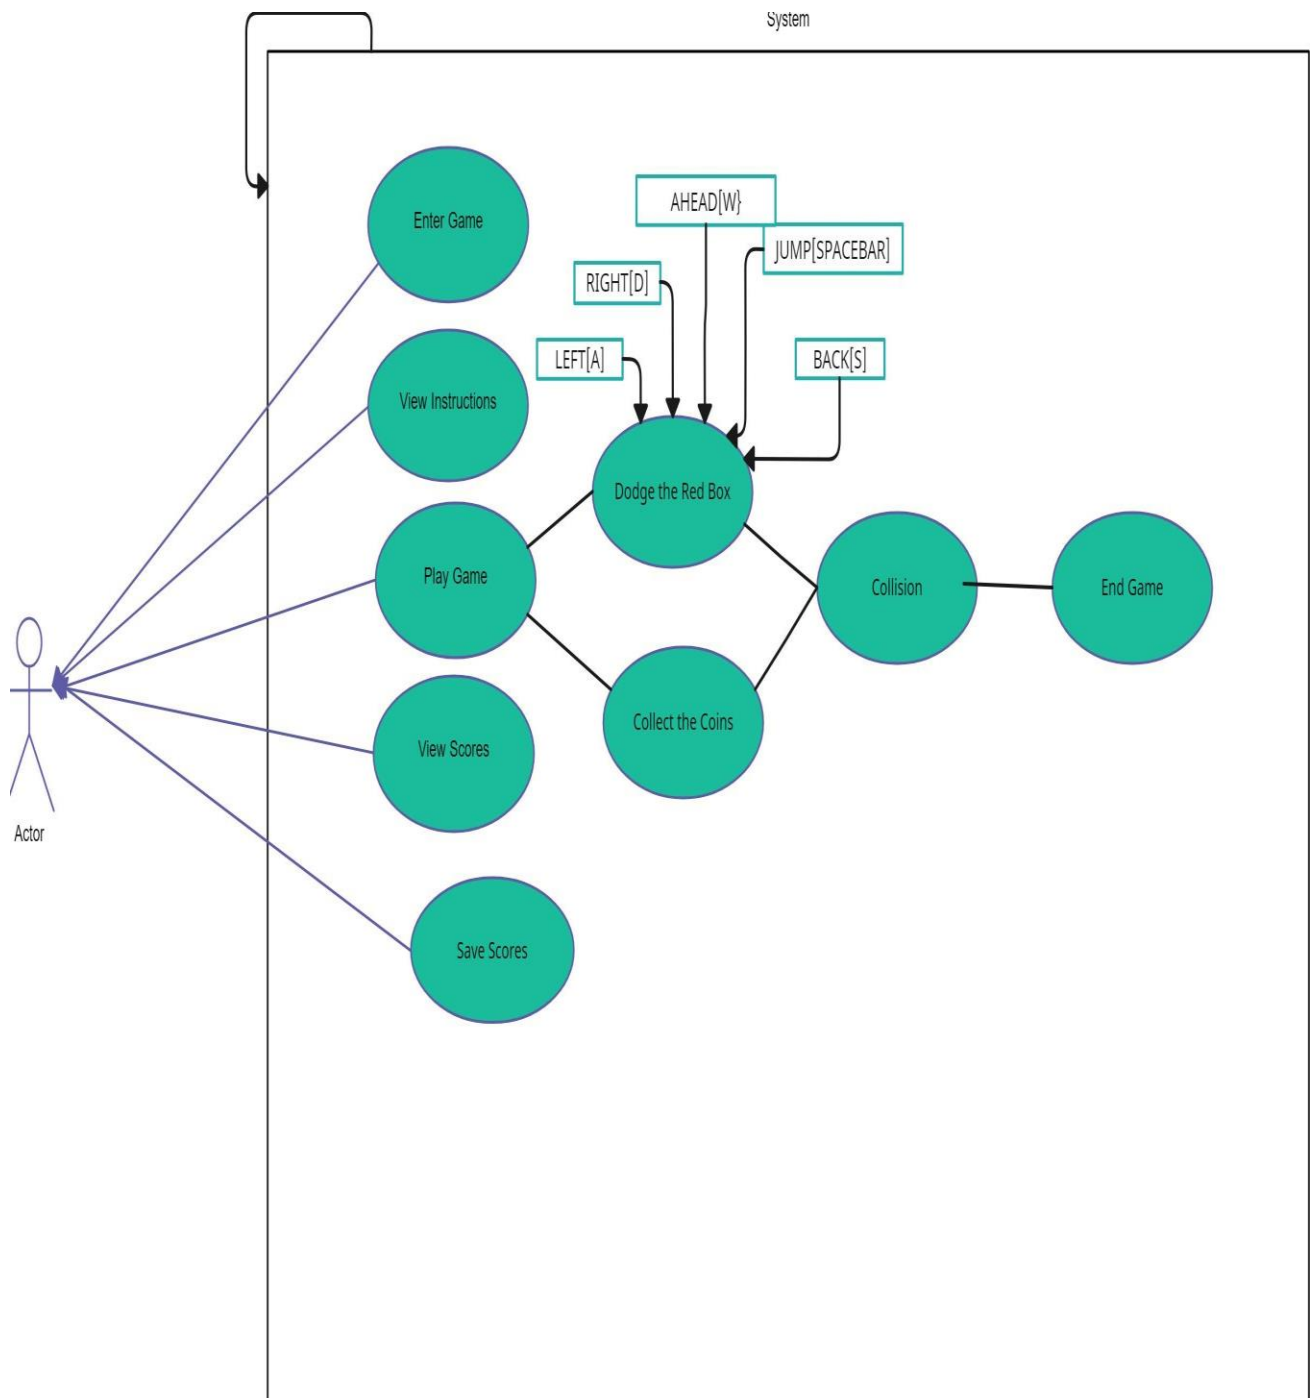 System
Enter Game
AHEAD[W}
JUMP[SPACEBAR]
RIGHT[D]
LEFT[A]
BACK[S]
View Instructions
Dodge the Red Box
Play Game
Collision
End Game
Collect the Coins
View Scores
Actor
Save Scores